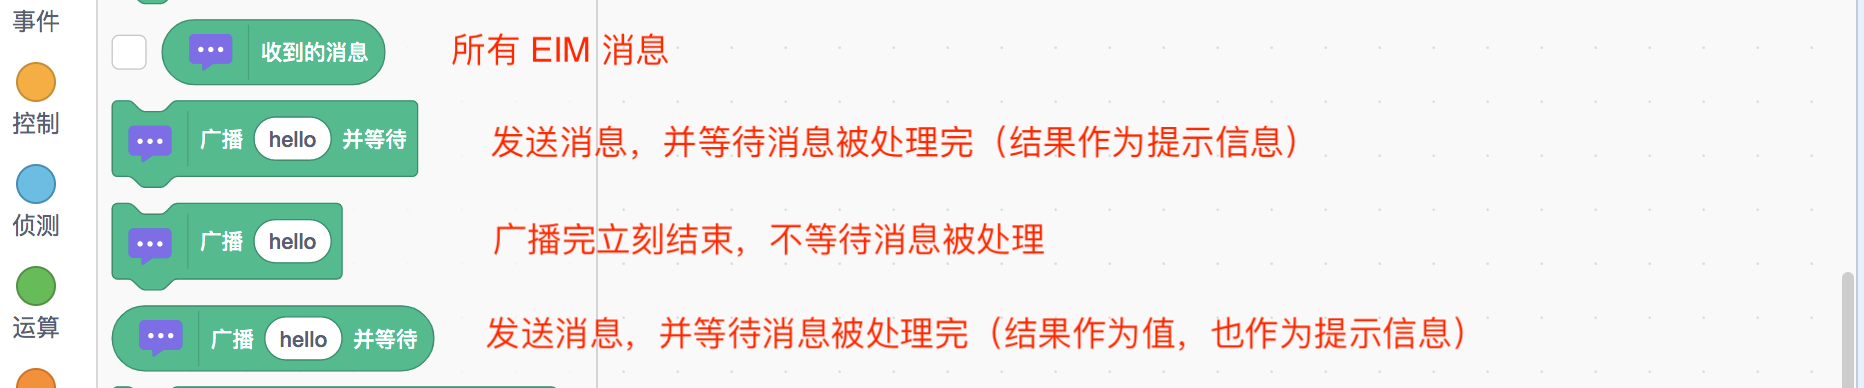 事件
收到的消息 所有 EIM 消息
控制
广播 hello 并等待 发送消息，并等待消息被处理完（结果作为提示信息）
侦测
广播 hello 广播完立刻结束，不等待消息被处理
运算
广播 hello 并等待 发送消息，并等待消息被处理完（结果作为值，也作为提示信息）